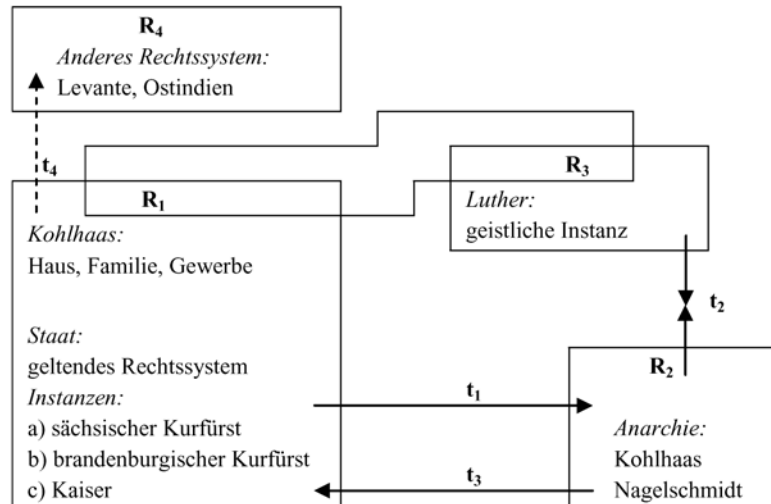 R4
Anderes Rechtssystem:
Levante, Ostindien
t4
R1
R3
Kohlhaas:
Haus, Familie, Gewerbe
Luther:
geistliche Instanz
t2
Staat:
geltendes Rechtssystem
Instanzen:
a) sächsischer Kurfürst
b) brandenburgischer Kurfürst
c) Kaiser
t1
t3
R2
Anarchie:
Kohlhaas
Nagelschmidt